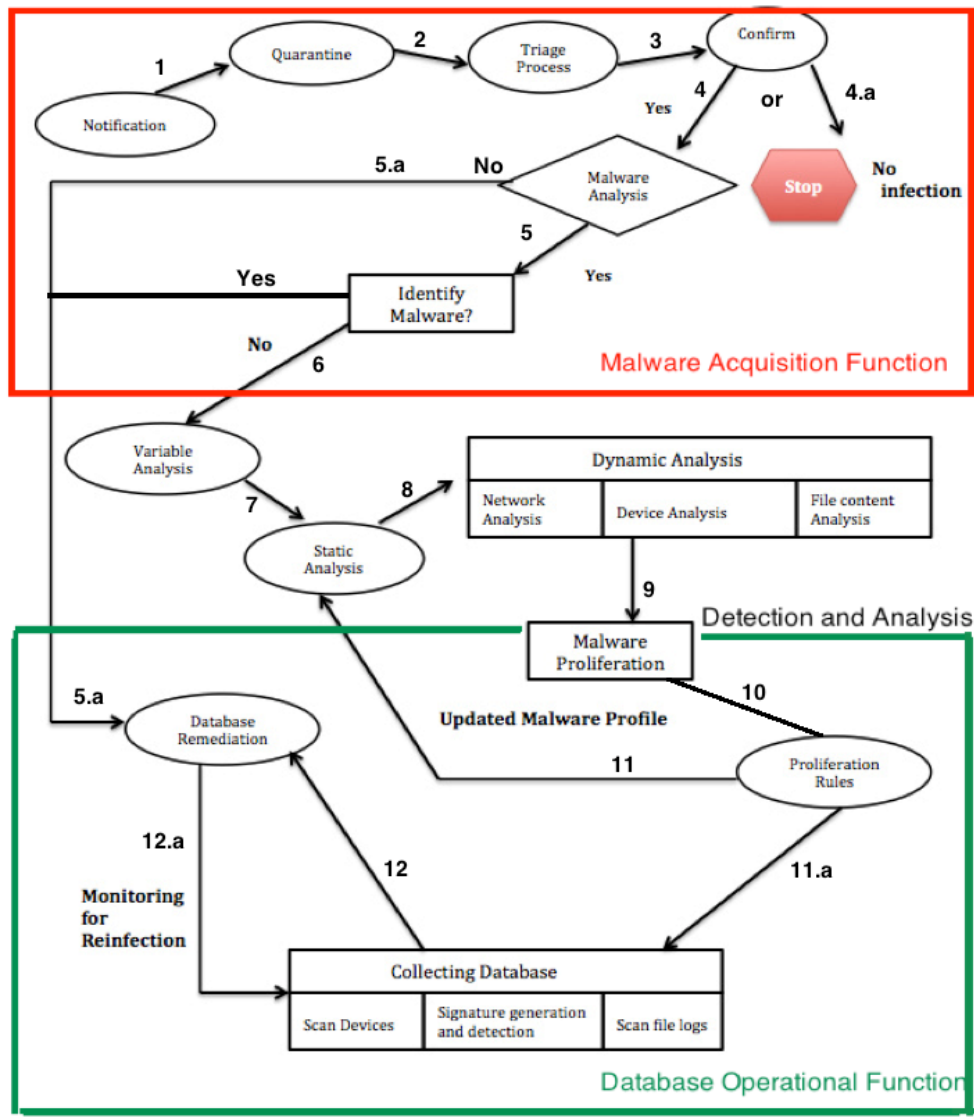 1
2
3
Quarantine
Triage
Process
Confirm
Notification
4
or
4.a
Yes
5.a
No
Malware
Analysis
Stop
No
infection
5
Yes
Yes
Identify
Malware?
No
6
Malware Acquisition Function
Variable
Analysis
7
8
Dynamic Analysis
Network
Analysis
Device Analysis
File content
Analysis
Static
Analysis
9
Detection and Analysis
Malware
Proliferation
10
5.a
Database
Remediation
Updated Malware Profile
11
Proliferation
Rules
12.a
12
11.a
Monitoring
for
Reinfection
Collecting Database
Scan Devices
Signature generation
and detection
Scan file logs
Database Operational Function